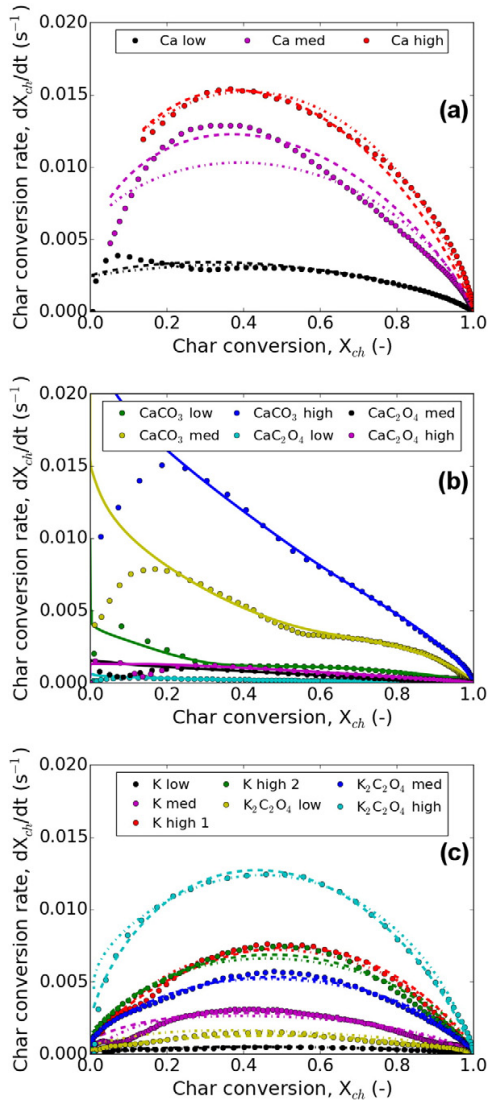 0.020
Ca low Ca med Ca high
0.015
(a)
0.010
0.005
0.000
0.0 0.2 0.4 0.6 0.8 1.0
Char conversion rate, dX_ch/dt (s⁻¹)
Char conversion, X_ch (-)
0.020
CaCO₃ low CaCO₃ high CaC₂O₄ med
CaCO₃ med CaC₂O₄ low CaC₂O₄ high
0.015
(b)
0.010
0.005
0.000
0.0 0.2 0.4 0.6 0.8 1.0
Char conversion rate, dX_ch/dt (s⁻¹)
Char conversion, X_ch (-)
0.020
K low K high 2 K₂C₂O₄ med
K med K₂C₂O₄ low K₂C₂O₄ high
K high 1
0.015
(c)
0.010
0.005
0.000
0.0 0.2 0.4 0.6 0.8 1.0
Char conversion rate, dX_ch/dt (s⁻¹)
Char conversion, X_ch (-)